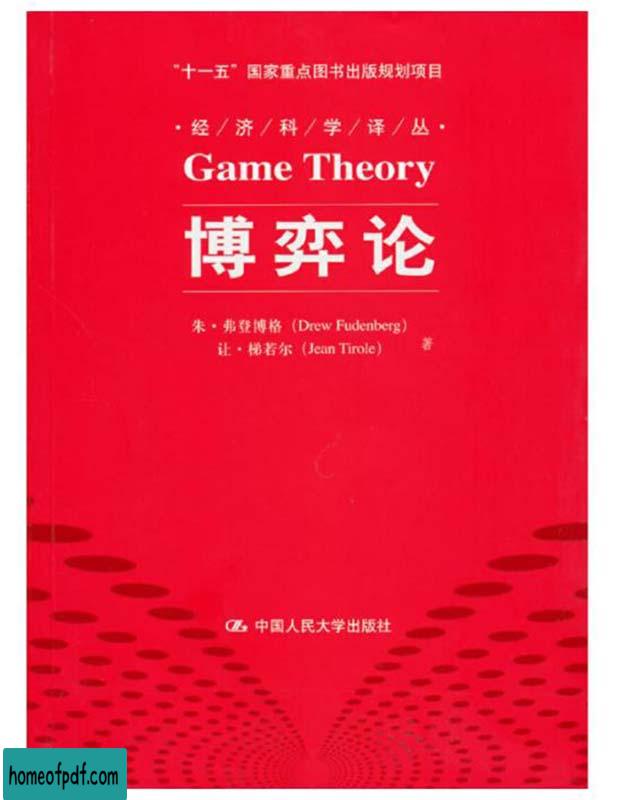 “十一五”国家重点图书出版规划项目
·经/济/科/学/译/丛·
Game Theory
博弈论
朱·弗登博格(Drew Fudenberg)
让·梯若尔(Jean Tirole) 著
中国人民大学出版社
homeofpdf.com